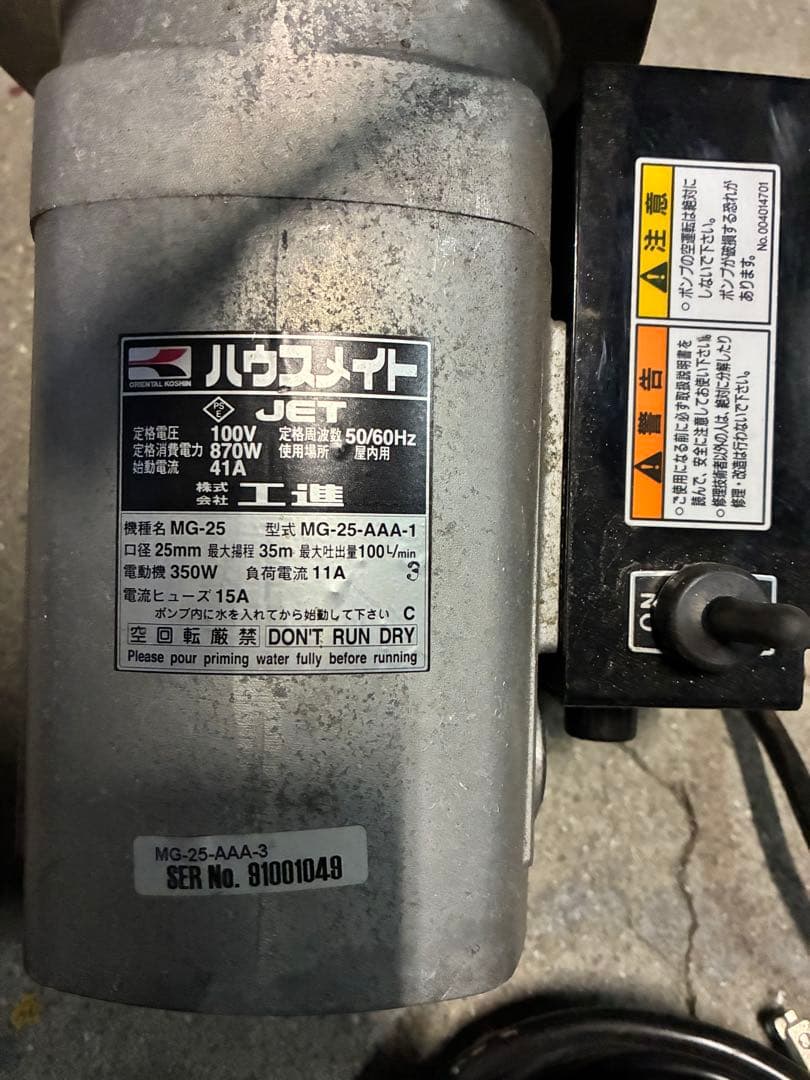 ORIENTAL KOSHIN
ハウスメイト
PS
E
JET
定格電圧 100V 定格周波数 50/60Hz
定格消費電力 870W 使用場所 屋内用
始動電流 41A
株式会社 工進
機種名 MG-25 型式 MG-25-AAA-1
口径 25mm 最大揚程 35m 最大吐出量 100L/min
電動機 350W 負荷電流 11A 3
電流ヒューズ 15A
ポンプ内に水を入れてから始動して下さい C
空回転厳禁 DON'T RUN DRY
Please pour priming water fully before running
MG-25-AAA-3
SER No. 91001049
注意
○ポンプの空運転は絶対に
しないで下さい。
ポンプが破損する恐れが
あります。
No.004014701
警告
○ご使用になる前に必ず取扱説明書を
読んで、安全に注意してお使い下さい。
○修理技術者以外の人は、絶対に分解したり
修理・改造は行わないで下さい。
ON